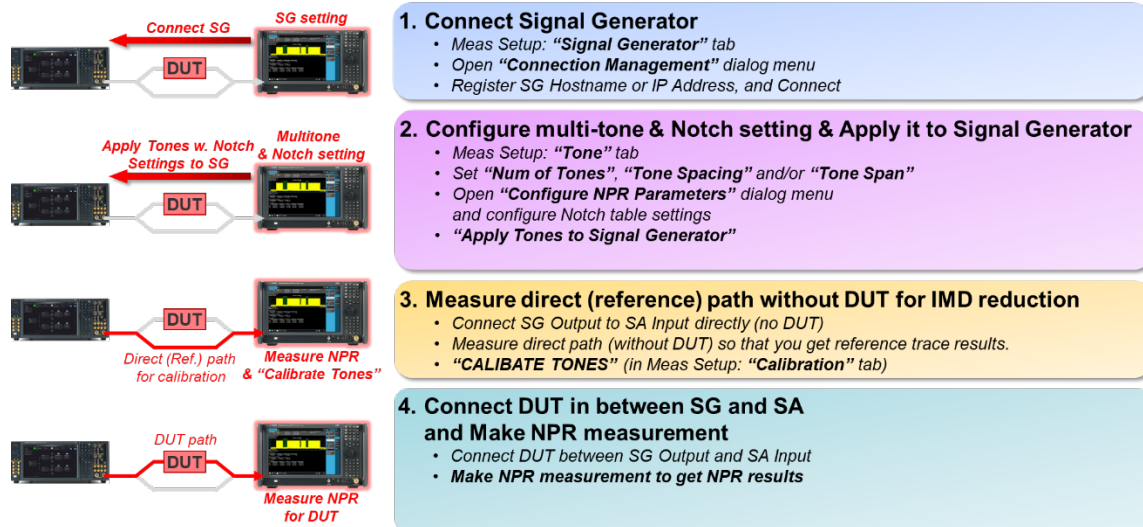 Connect SG
SG setting
DUT
1. Connect Signal Generator
• Meas Setup: “Signal Generator” tab
• Open “Connection Management” dialog menu
• Register SG Hostname or IP Address, and Connect
Apply Tones w. Notch
Settings to SG
Multitone
& Notch setting
DUT
2. Configure multi-tone & Notch setting & Apply it to Signal Generator
• Meas Setup: “Tone” tab
• Set “Num of Tones”, “Tone Spacing” and/or “Tone Span”
• Open “Configure NPR Parameters” dialog menu
and configure Notch table settings
• “Apply Tones to Signal Generator”
DUT
Direct (Ref.) path
for calibration
Measure NPR
& “Calibrate Tones”
3. Measure direct (reference) path without DUT for IMD reduction
• Connect SG Output to SA Input directly (no DUT)
• Measure direct path (without DUT) so that you get reference trace results.
• “CALIBATE TONES” (in Meas Setup: “Calibration” tab)
DUT path
DUT
Measure NPR
for DUT
4. Connect DUT in between SG and SA
and Make NPR measurement
• Connect DUT between SG Output and SA Input
• Make NPR measurement to get NPR results